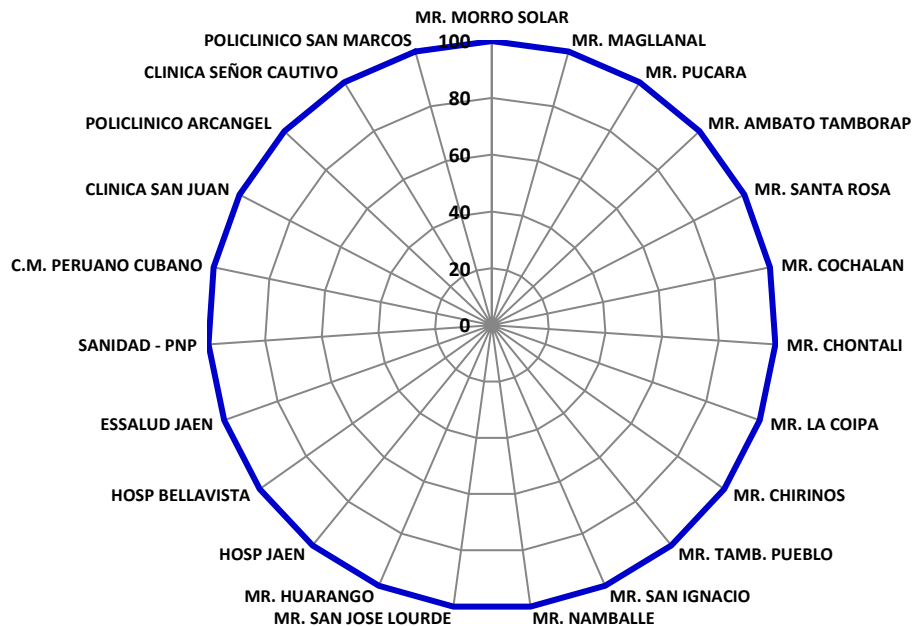 MR. MORRO SOLAR
MR. MAGLLANAL
MR. PUCARA
MR. AMBATO TAMBORAP
MR. SANTA ROSA
MR. COCHALAN
MR. CHONTALI
MR. LA COIPA
MR. CHIRINOS
MR. TAMB. PUEBLO
MR. SAN IGNACIO
MR. NAMBALLE
MR. SAN JOSE LOURDE
MR. HUARANGO
HOSP JAEN
HOSP BELLAVISTA
ESSALUD JAEN
SANIDAD - PNP
C.M. PERUANO CUBANO
CLINICA SAN JUAN
POLICLINICO ARCANGEL
CLINICA SEÑOR CAUTIVO
POLICLINICO SAN MARCOS
100
80
60
40
20
0